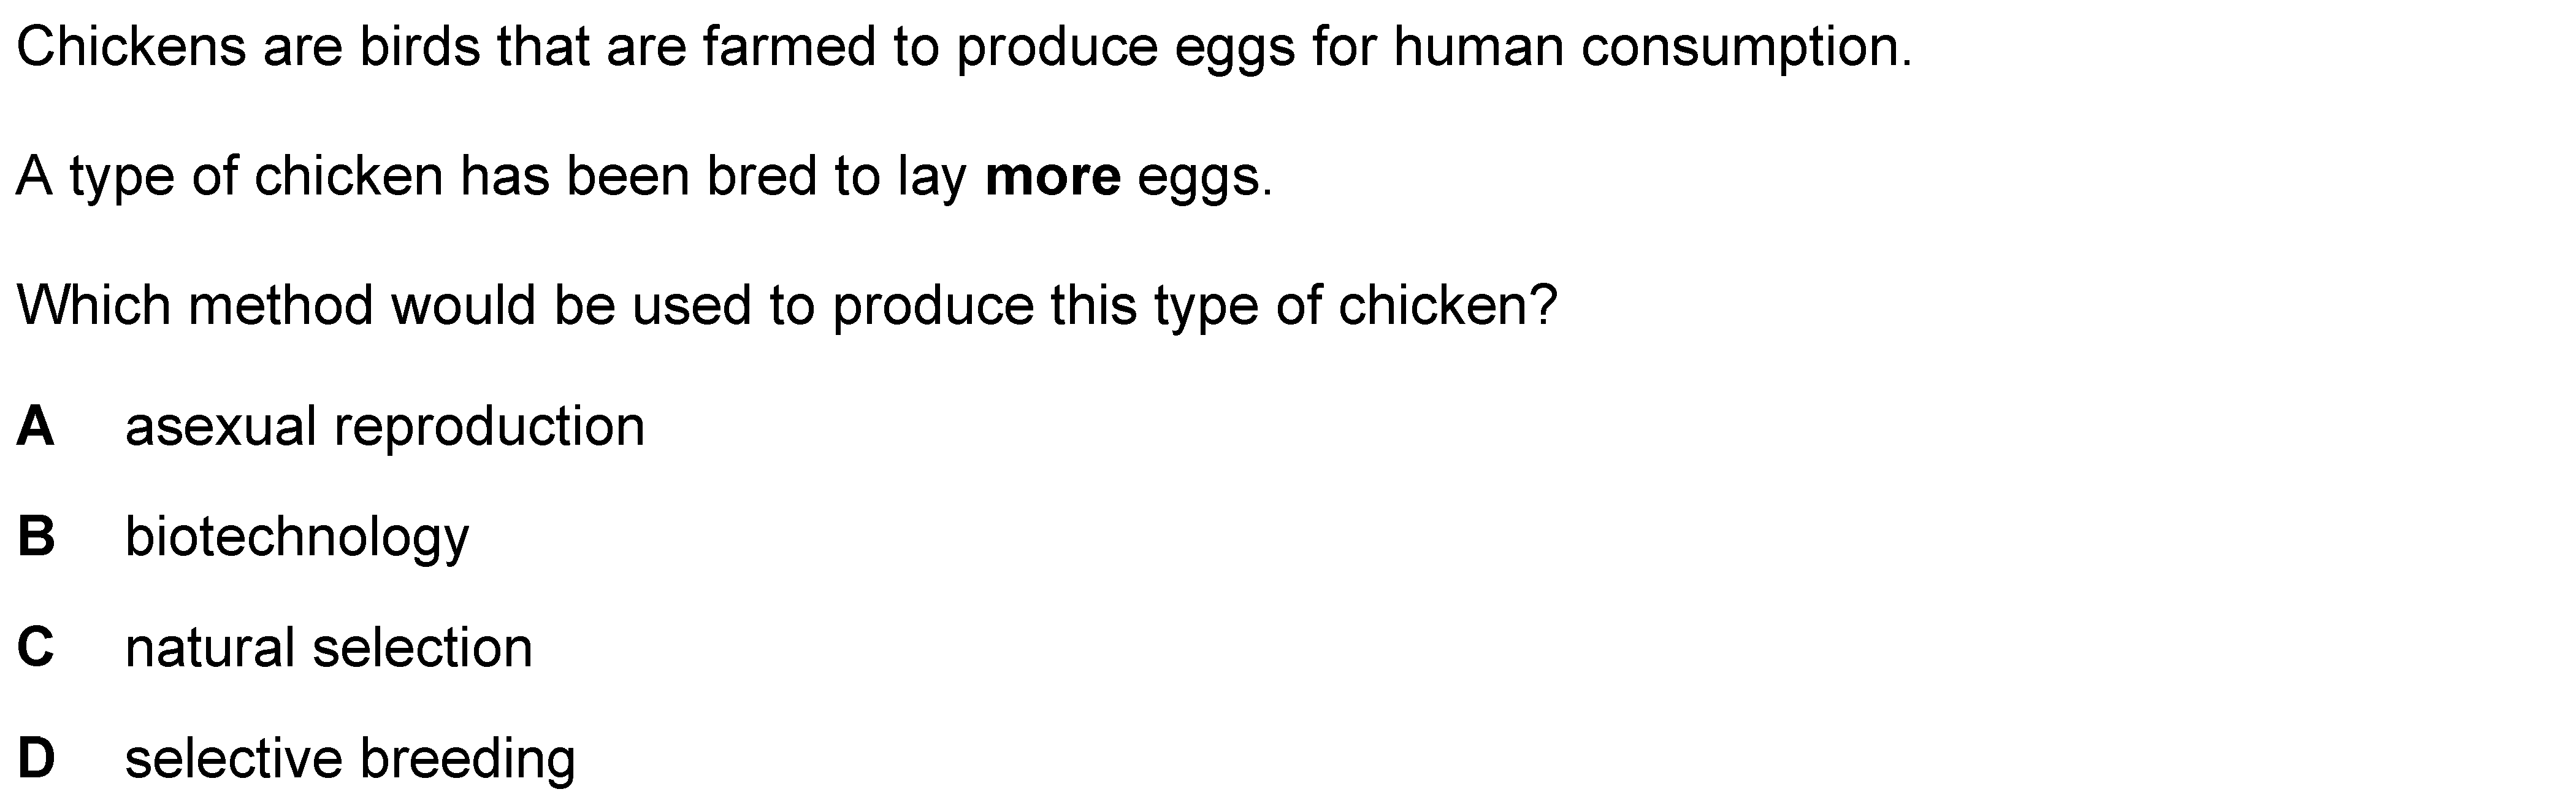 Chickens are birds that are farmed to produce eggs for human consumption.
A type of chicken has been bred to lay more eggs.
Which method would be used to produce this type of chicken?
A asexual reproduction
B biotechnology
C natural selection
D selective breeding